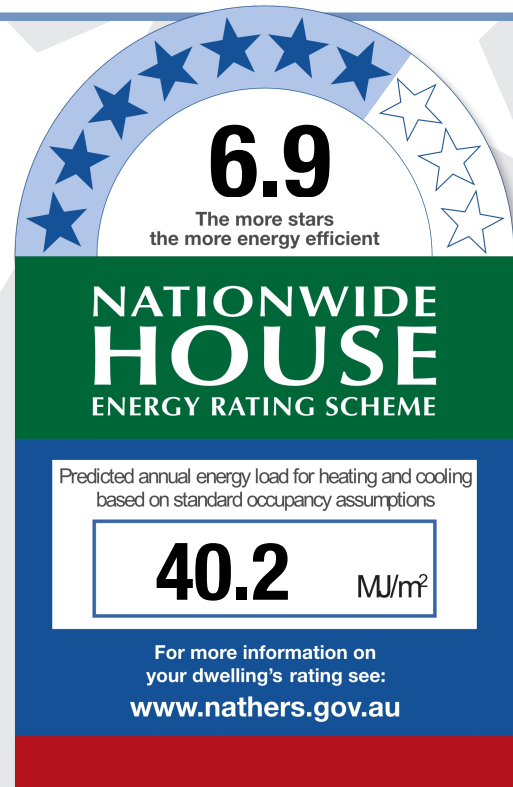 6.9
The more stars
the more energy efficient
NATIONWIDE
HOUSE
ENERGY RATING SCHEME
Predicted annual energy load for heating and cooling
based on standard occupancy assumptions
40.2 MJ/m²
For more information on
your dwelling's rating see:
www.nathers.gov.au